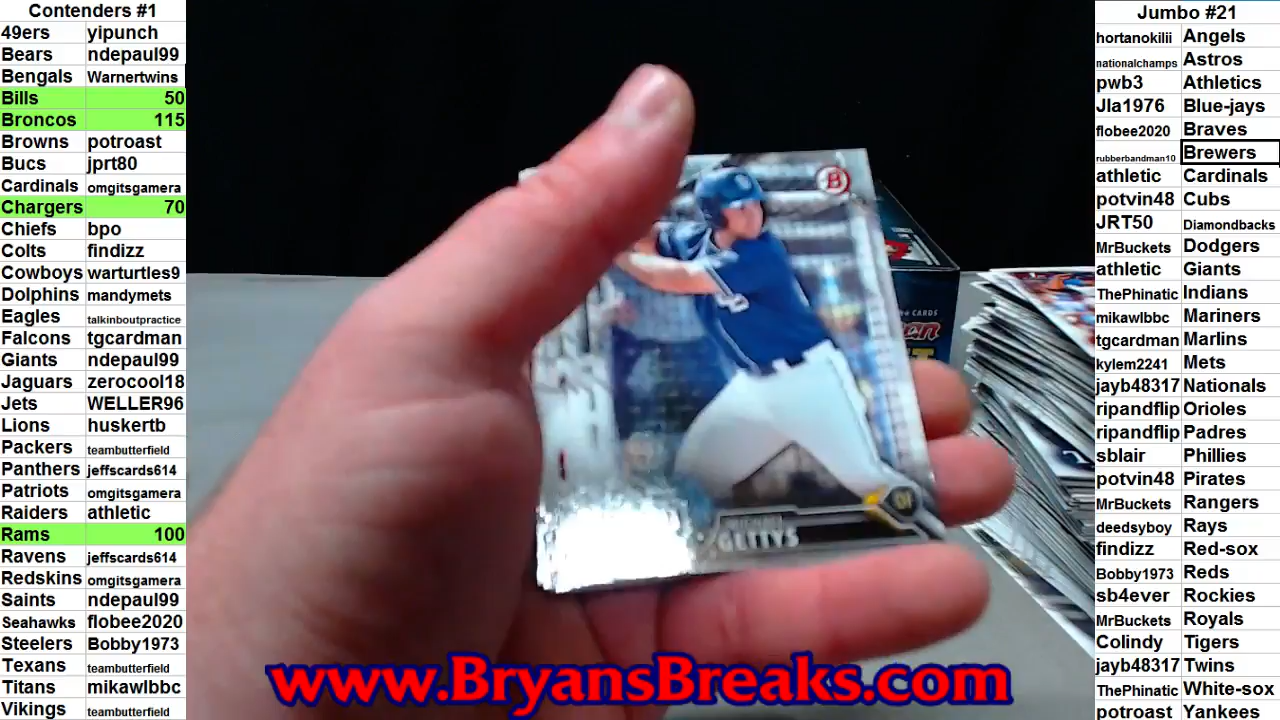 Contenders #1
49ers yipunch
Bears ndepaul99
Bengals Warnertwins
Bills 50
Broncos 115
Browns potroast
Bucs jprt80
Cardinals omgitsgamera
Chargers 70
Chiefs bpo
Colts findizz
Cowboys warturtles9
Dolphins mandymets
Eagles talkinboutpractice
Falcons tgcardman
Giants ndepaul99
Jaguars zerocool18
Jets WELLER96
Lions huskertb
Packers teambutterfield
Panthers jeffscards614
Patriots omgitsgamera
Raiders athletic
Rams 100
Ravens jeffscards614
Redskins omgitsgamera
Saints ndepaul99
Seahawks flobee2020
Steelers Bobby1973
Texans teambutterfield
Titans mikawlbbc
Vikings teambutterfield
B
GETTYS
CARDS
www.BryansBreaks.com
Jumbo #21
hortanokilii Angels
nationalchamps Astros
pwb3 Athletics
Jla1976 Blue-jays
flobee2020 Braves
rubberbandman10 Brewers
athletic Cardinals
potvin48 Cubs
JRT50 Diamondbacks
MrBuckets Dodgers
athletic Giants
ThePhinatic Indians
mikawlbbc Mariners
tgcardman Marlins
kylem2241 Mets
jayb48317 Nationals
ripandflip Orioles
ripandflip Padres
sblair Phillies
potvin48 Pirates
MrBuckets Rangers
deedsyboy Rays
findizz Red-sox
Bobby1973 Reds
sb4ever Rockies
MrBuckets Royals
Colindy Tigers
jayb48317 Twins
ThePhinatic White-sox
potroast Yankees